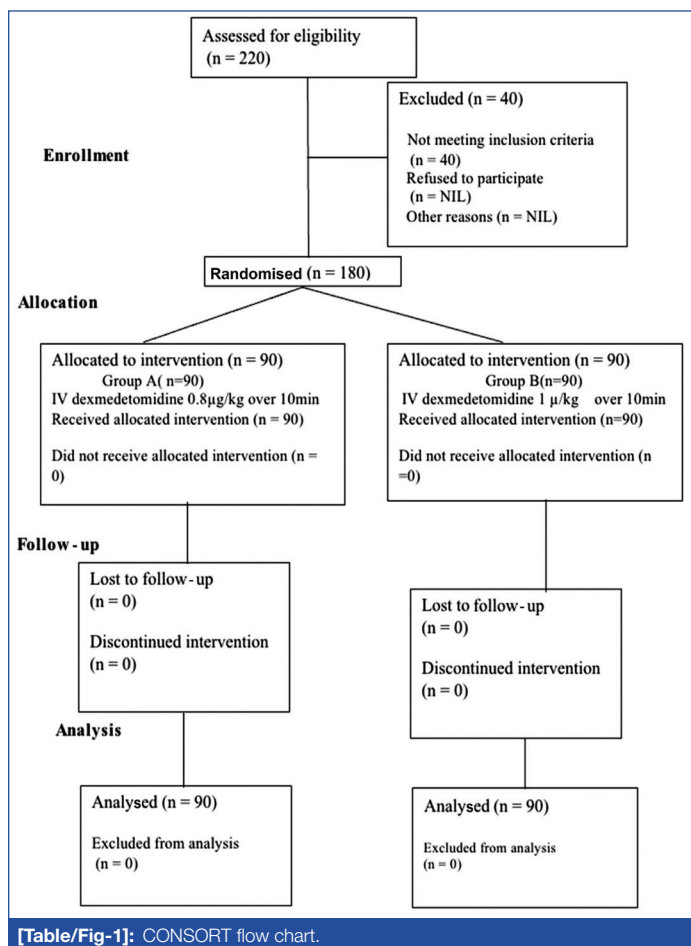 Assessed for eligibility
(n = 220)
Excluded (n = 40)
Not meeting inclusion criteria
(n = 40)
Refused to participate
(n = NIL)
Other reasons (n = NIL)
Enrollment
Randomised (n = 180)
Allocation
Allocated to intervention (n = 90)
Group A( n=90)
IV dexmedetomidine 0.8µg/kg over 10min
Received allocated intervention (n = 90)
Did not receive allocated intervention (n =
0)
Allocated to intervention (n = 90)
Group B(n=90)
IV dexmedetomidine 1 µ/kg over 10min
Received allocated intervention (n=90)
Did not receive allocated intervention (n
=0)
Follow-up
Lost to follow-up
(n = 0)
Discontinued intervention
(n = 0)
Lost to follow-up
(n = 0)
Discontinued intervention
(n = 0)
Analysis
Analysed (n = 90)
Excluded from analysis
(n = 0)
Analysed (n = 90)
Excluded from analysis
(n = 0)
[Table/Fig-1]: CONSORT flow chart.